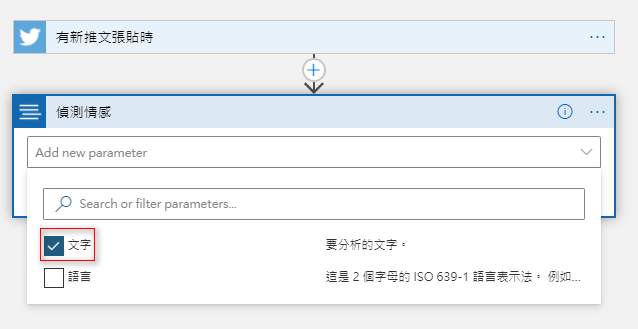 有新推文張貼時
偵測情感
Add new parameter
Search or filter parameters...
文字 要分析的文字。
語言 這是 2 個字母的 ISO 639-1 語言表示法。 例如...